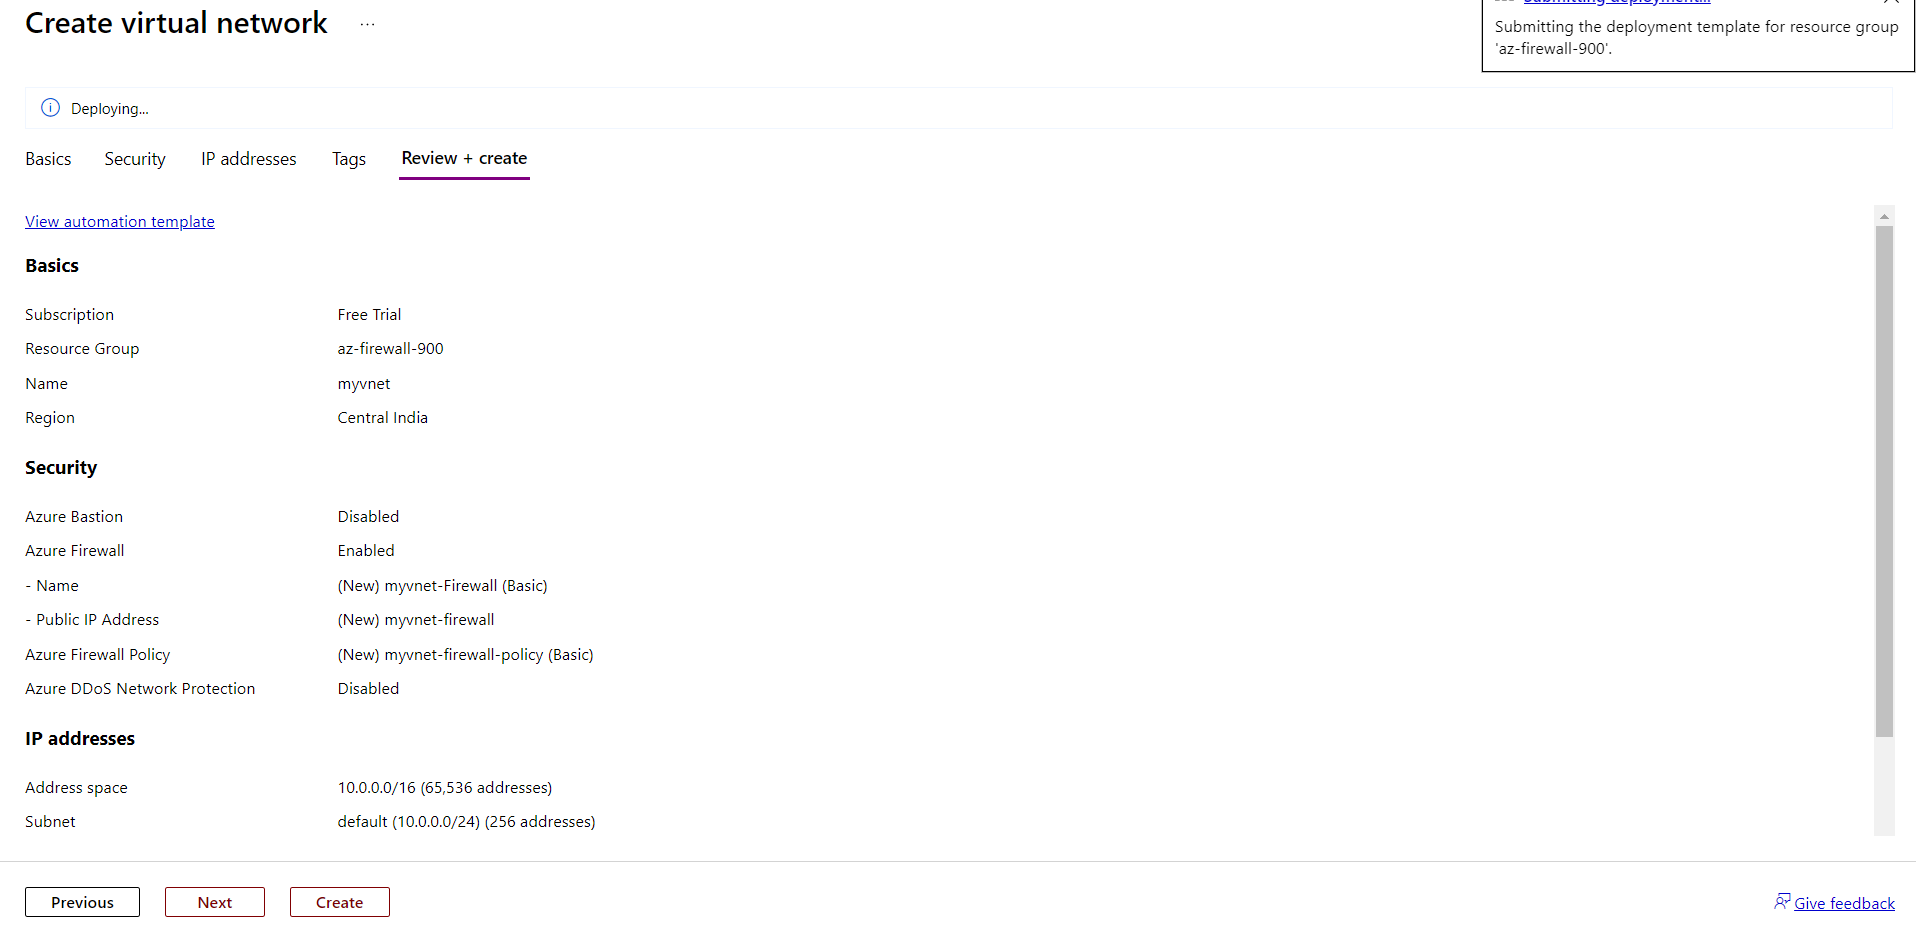 Create virtual network ...
Submitting deployment...
Submitting the deployment template for resource group
'az-firewall-900'.
Deploying...
Basics Security IP addresses Tags Review + create
View automation template
Basics
Subscription Free Trial
Resource Group az-firewall-900
Name myvnet
Region Central India
Security
Azure Bastion Disabled
Azure Firewall Enabled
- Name (New) myvnet-Firewall (Basic)
- Public IP Address (New) myvnet-firewall
Azure Firewall Policy (New) myvnet-firewall-policy (Basic)
Azure DDoS Network Protection Disabled
IP addresses
Address space 10.0.0.0/16 (65,536 addresses)
Subnet default (10.0.0.0/24) (256 addresses)
Previous Next Create Give feedback